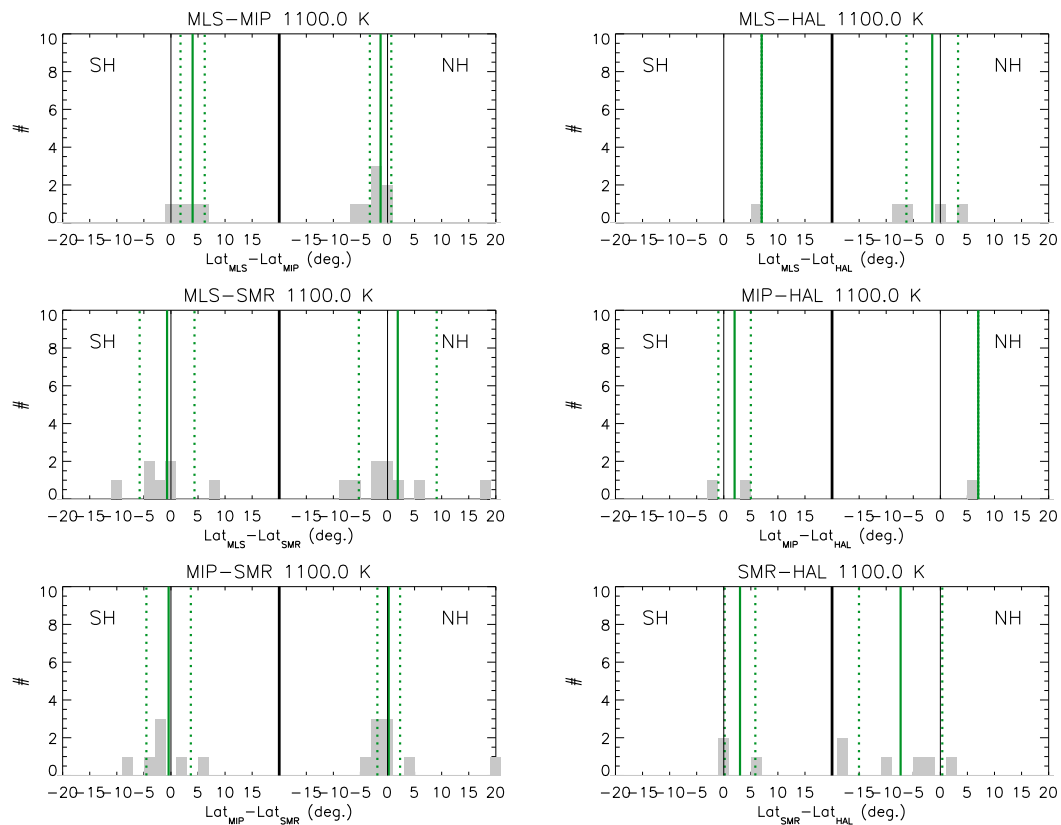 MLS−MIP 1100.0 K
10
8
6
4
2
0
#
SH
NH
−20−15−10−5 0 5 10 15 −15−10−5 0 5 10 15 20
Lat_MLS−Lat_MIP (deg.)
MLS−HAL 1100.0 K
10
8
6
4
2
0
#
SH
NH
−20−15−10−5 0 5 10 15 −15−10−5 0 5 10 15 20
Lat_MLS−Lat_HAL (deg.)
MLS−SMR 1100.0 K
10
8
6
4
2
0
#
SH
NH
−20−15−10−5 0 5 10 15 −15−10−5 0 5 10 15 20
Lat_MLS−Lat_SMR (deg.)
MIP−HAL 1100.0 K
10
8
6
4
2
0
#
SH
NH
−20−15−10−5 0 5 10 15 −15−10−5 0 5 10 15 20
Lat_MIP−Lat_HAL (deg.)
MIP−SMR 1100.0 K
10
8
6
4
2
0
#
SH
NH
−20−15−10−5 0 5 10 15 −15−10−5 0 5 10 15 20
Lat_MIP−Lat_SMR (deg.)
SMR−HAL 1100.0 K
10
8
6
4
2
0
#
SH
NH
−20−15−10−5 0 5 10 15 −15−10−5 0 5 10 15 20
Lat_SMR−Lat_HAL (deg.)